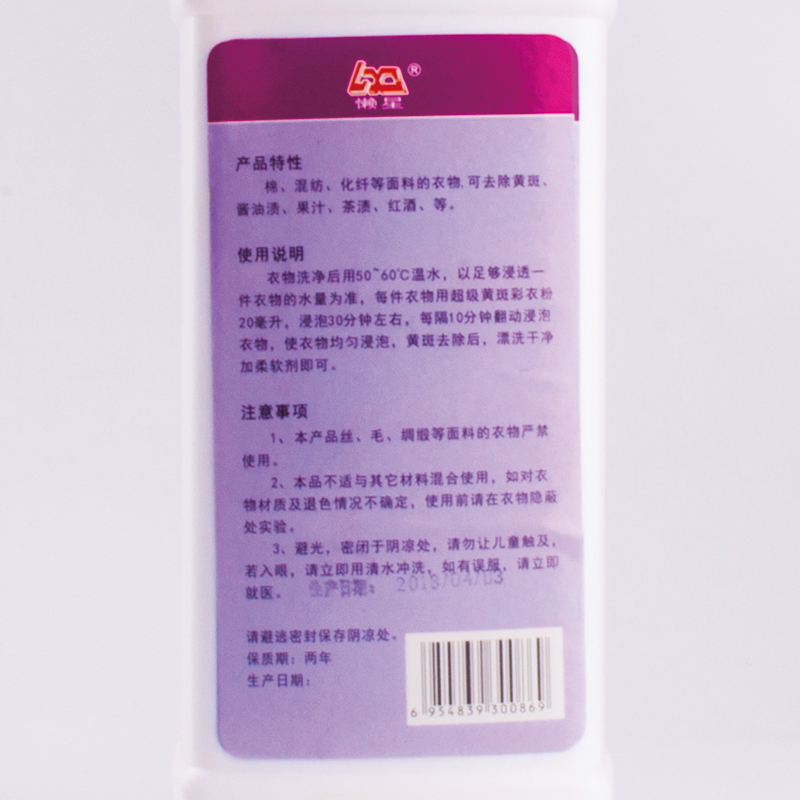 ®
懒星
产品特性
棉、混纺、化纤等面料的衣物,可去除黄斑、
酱油渍、果汁、茶渍、红酒、等。
使用说明
衣物洗净后用50~60℃温水，以足够浸透一
件衣物的水量为准，每件衣物用超级黄斑彩衣粉
20毫升，浸泡30分钟左右，每隔10分钟翻动浸泡
衣物，使衣物均匀浸泡，黄斑去除后，漂洗干净
加柔软剂即可。
注意事项
1、本产品丝、毛、绸缎等面料的衣物严禁
使用。
2、本品不适与其它材料混合使用，如对衣
物材质及退色情况不确定，使用前请在衣物隐蔽
处实验。
3、避光，密闭于阴凉处，请勿让儿童触及，
若入眼，请立即用清水冲洗，如有误服，请立即
就医。 生产日期： 2018/04/03
请避逃密封保存阴凉处。
保质期：两年
生产日期：
6 954839 300869